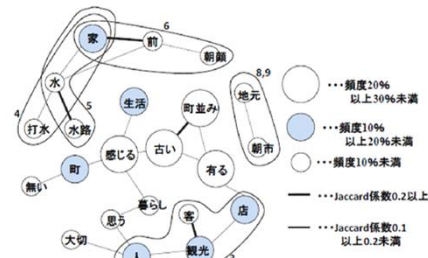 6
家
前
朝顔
水
4
5
打水
水路
8,9
地元
朝市
生活
町並み
感じる
古い
有る
町
無い
暮らし
思う
大切
人
客
観光
店
･･･頻度20%
以上30%未満
･･･頻度10%
以上20%未満
･･･頻度10%未満
･･･Jaccard係数0.2以上
･･･Jaccard係数0.1
以上0.2未満